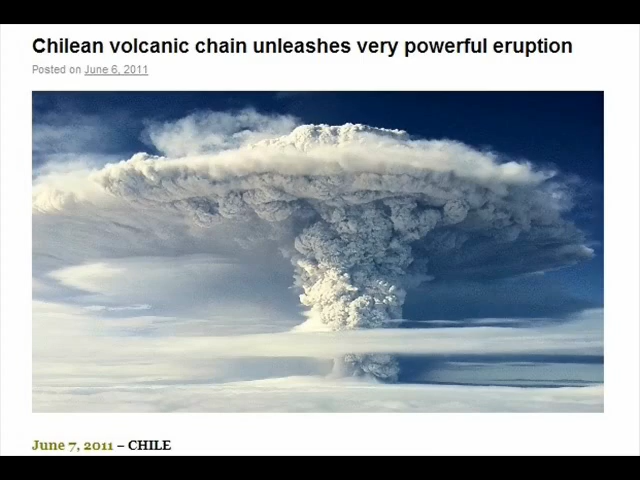 Chilean volcanic chain unleashes very powerful eruption
Posted on June 6, 2011
June 7, 2011 – CHILE